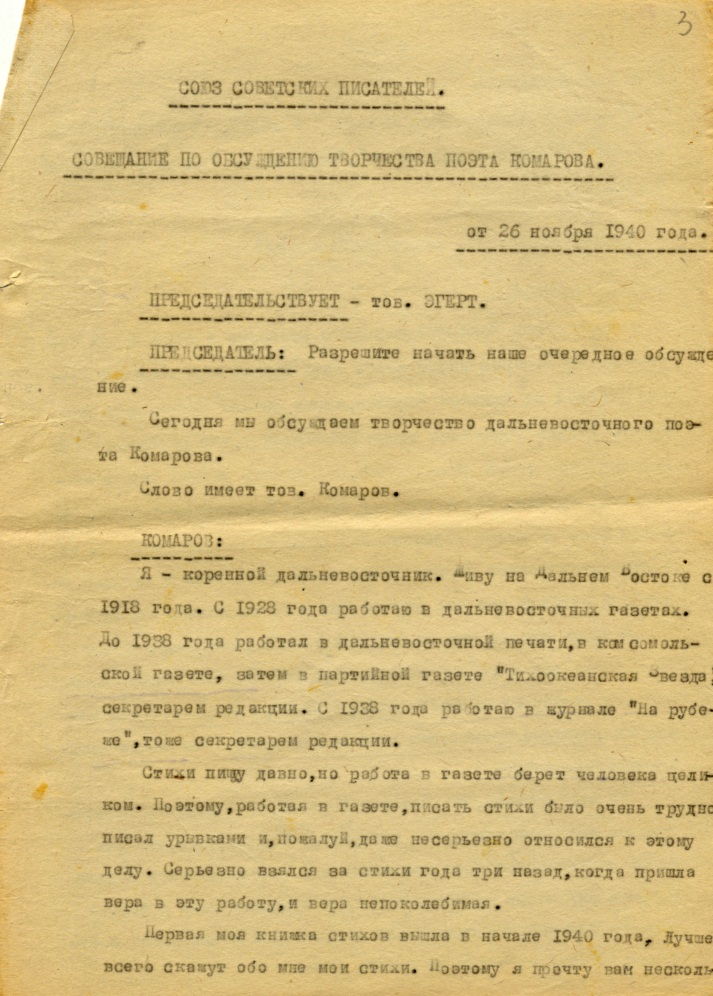 3
СОЮЗ СОВЕТСКИХ ПИСАТЕЛЕЙ.
СОВЕЩАНИЕ ПО ОБСУЖДЕНИЮ ТВОРЧЕСТВА ПОЭТА КОМАРОВА.
от 26 ноября 1940 года.
ПРЕДСЕДАТЕЛЬСТВУЕТ - тов. ЭГЕРТ.
ПРЕДСЕДАТЕЛЬ: Разрешите начать наше очередное обсужде
ние.
Сегодня мы обсуждаем творчество дальневосточного поэ-
та Комарова.
Слово имеет тов. Комаров.
КОМАРОВ:
Я - коренной дальневосточник. Живу на Дальнем Востоке с
1918 года. С 1928 года работаю в дальневосточных газетах.
До 1938 года работал в дальневосточной печати,в комсомоль-
ской газете, затем в партийной газете "Тихоокеанская Звезда"
секретарем редакции. С 1938 года работаю в журнале "На рубе-
же",тоже секретарем редакции.
Стихи пишу давно,но работа в газете берет человека цели-
ком. Поэтому,работая в газете,писать стихи было очень трудно
писал урывками и,пожалуй,даже несерьезно относился к этому
делу. Серьезно взялся за стихи года три назад,когда пришла
вера в эту работу,и вера непоколебимая.
Первая моя книжка стихов вышла в начале 1940 года, Лучше
всего скажут обо мне мои стихи. Поэтому я прочту вам несколь